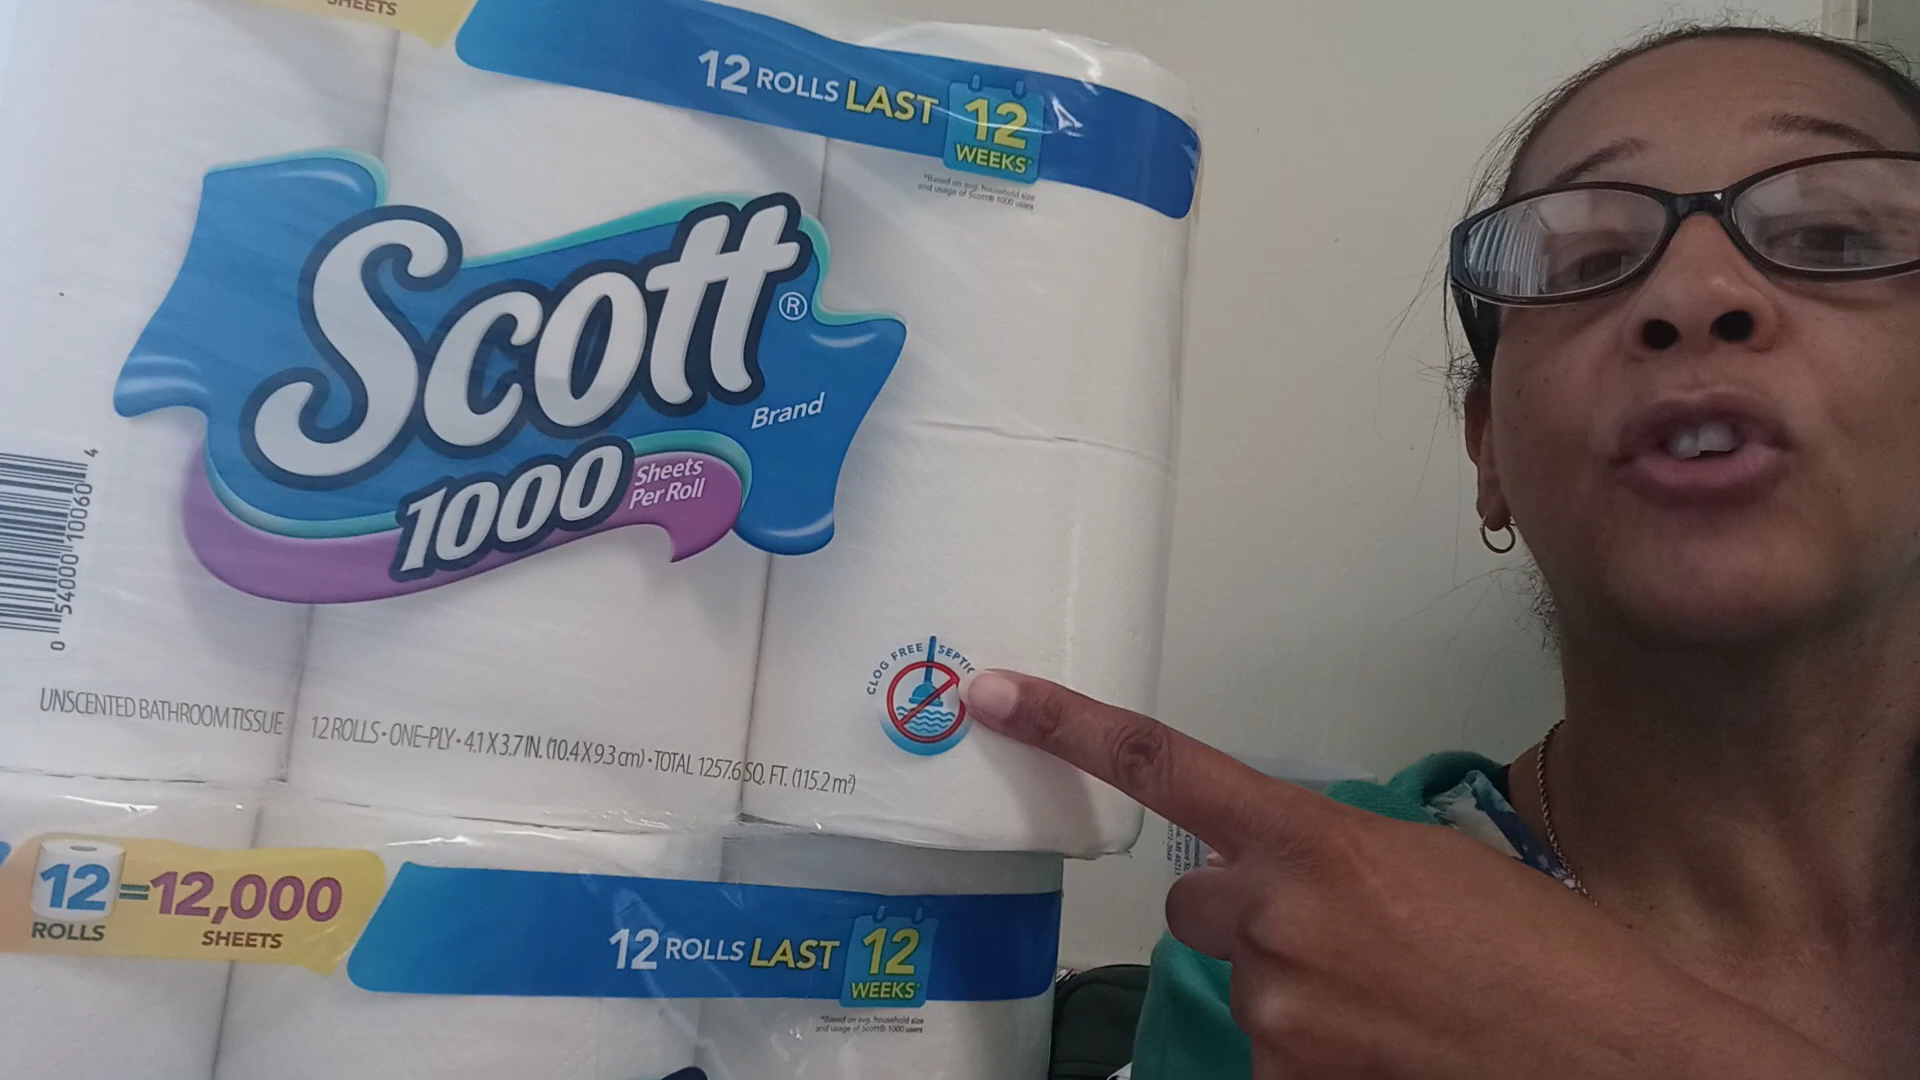 SHEETS
12 ROLLS LAST 12
WEEKS*
*Based on avg. household size
and usage of Scott® 1000 users
Scott®
Brand
1000 Sheets
Per Roll
0 54000 10060 4
CLOG FREE SEPTIC
UNSCENTED BATHROOM TISSUE 12 ROLLS • ONE-PLY • 4.1 X 3.7 IN. (10.4 X 9.3 cm) • TOTAL 1257.6 SQ. FT. (115.2 m²)
12 = 12,000
ROLLS SHEETS
12 ROLLS LAST 12
WEEKS*
*Based on avg. household size
and usage of Scott® 1000 users